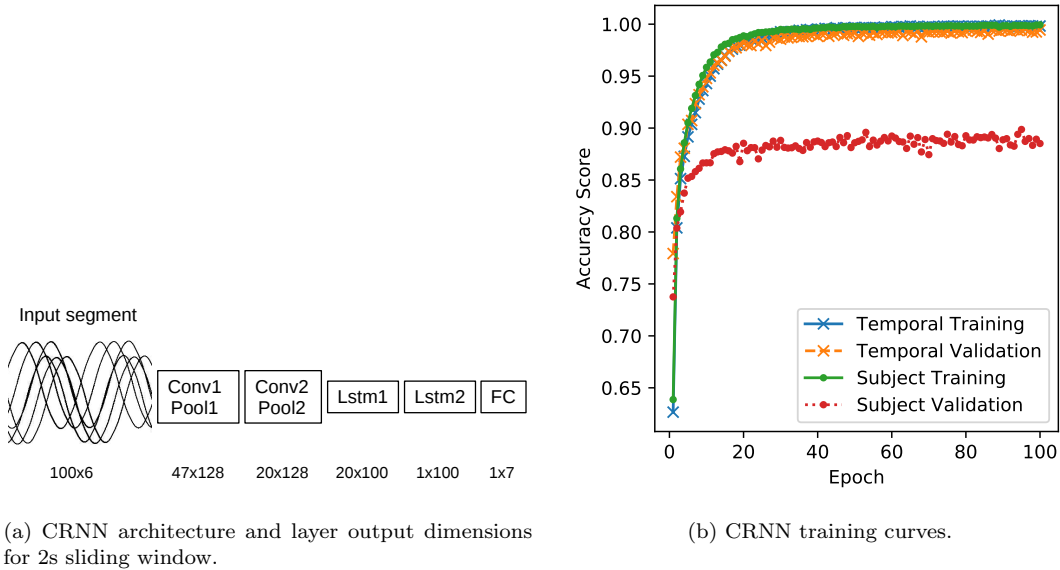 Input segment
Conv1
Pool1
Conv2
Pool2
Lstm1
Lstm2
FC
100x6
47x128
20x128
20x100
1x100
1x7
(a) CRNN architecture and layer output dimensions
for 2s sliding window.
Accuracy Score
1.00
0.95
0.90
0.85
0.80
0.75
0.70
0.65
Temporal Training
Temporal Validation
Subject Training
Subject Validation
0
20
40
60
80
100
Epoch
(b) CRNN training curves.